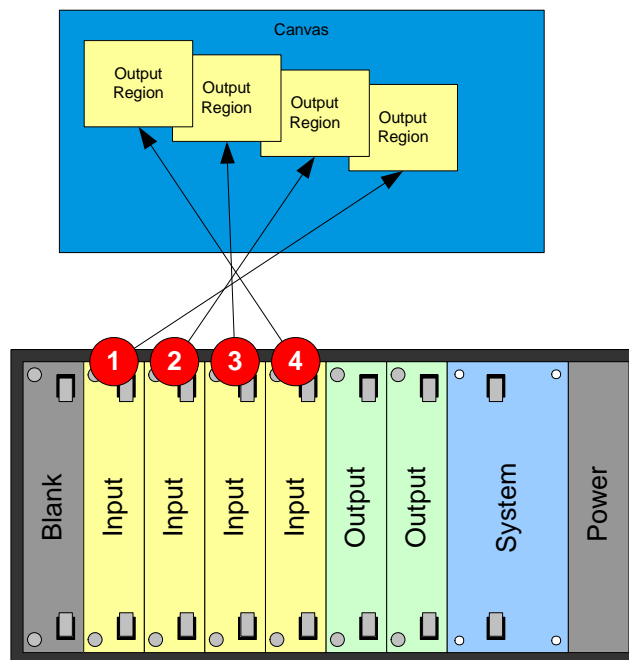 Canvas
Output
Region
Output
Region
Output
Region
Output
Region
1
2
3
4
Blank
Input
Input
Input
Input
Output
Output
System
Power